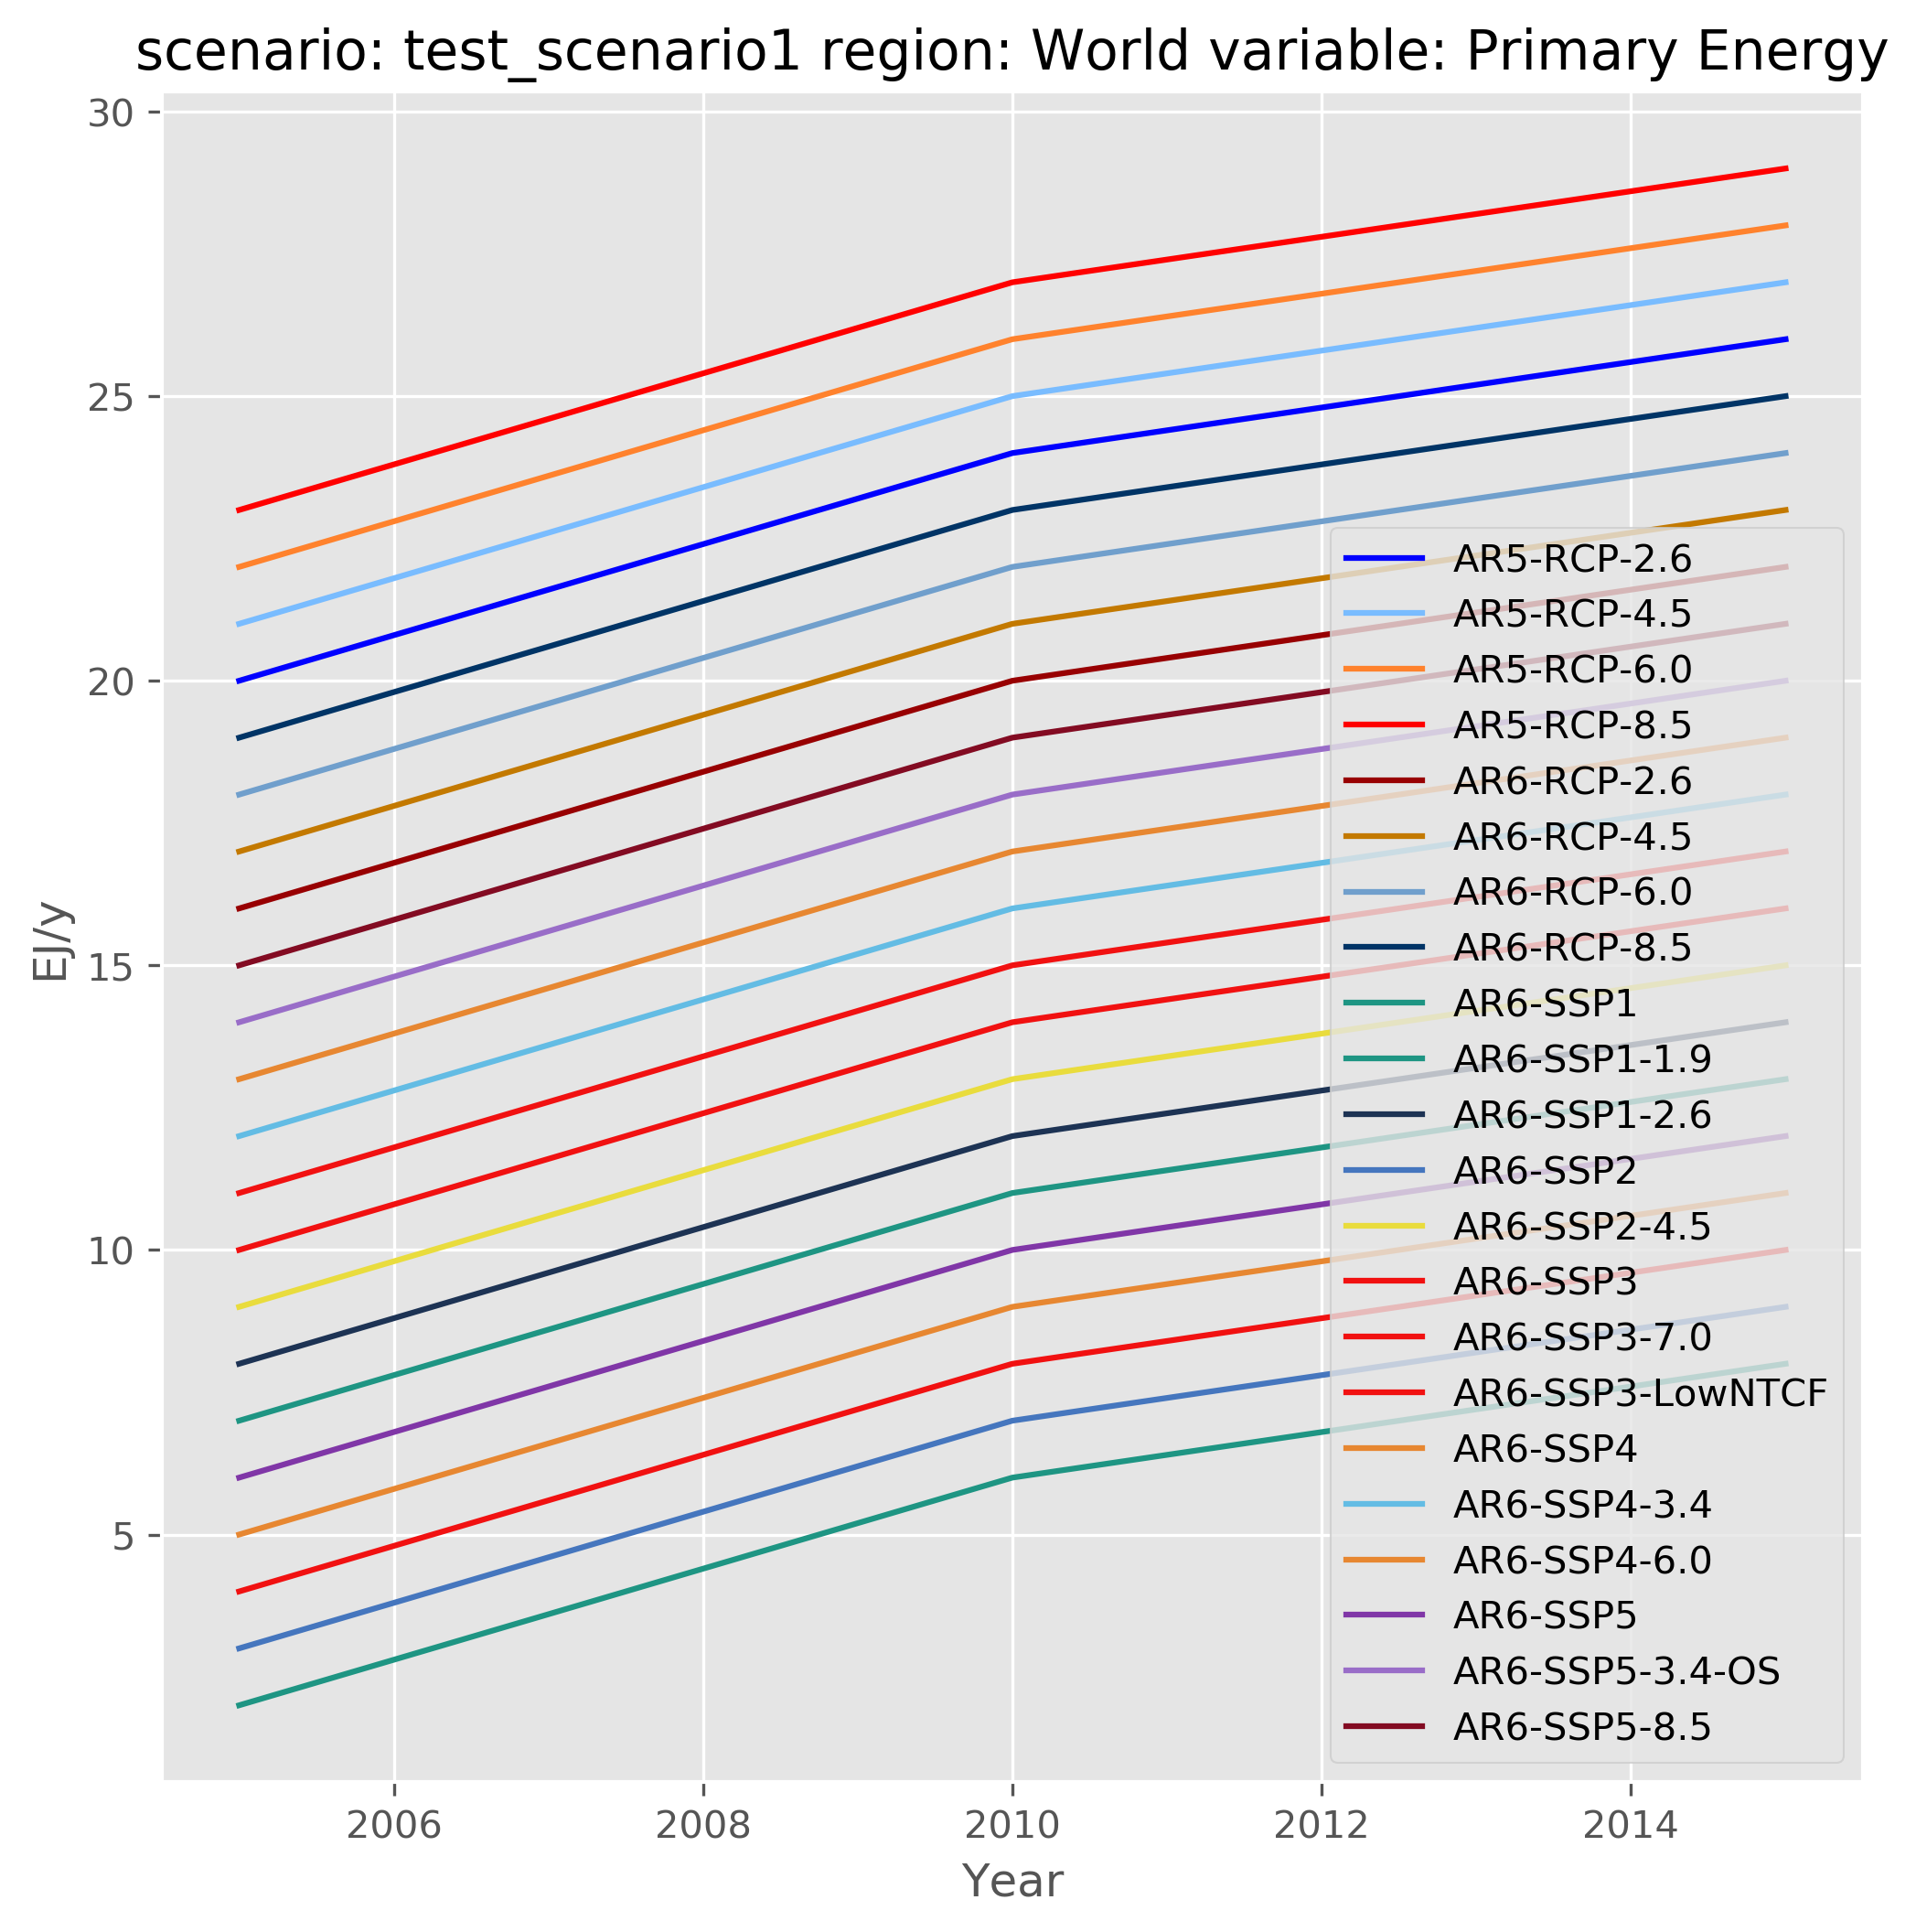 scenario: test_scenario1 region: World variable: Primary Energy
30
25
20
15
10
5
EJ/y
AR5-RCP-2.6
AR5-RCP-4.5
AR5-RCP-6.0
AR5-RCP-8.5
AR6-RCP-2.6
AR6-RCP-4.5
AR6-RCP-6.0
AR6-RCP-8.5
AR6-SSP1
AR6-SSP1-1.9
AR6-SSP1-2.6
AR6-SSP2
AR6-SSP2-4.5
AR6-SSP3
AR6-SSP3-7.0
AR6-SSP3-LowNTCF
AR6-SSP4
AR6-SSP4-3.4
AR6-SSP4-6.0
AR6-SSP5
AR6-SSP5-3.4-OS
AR6-SSP5-8.5
2006 2008 2010 2012 2014
Year